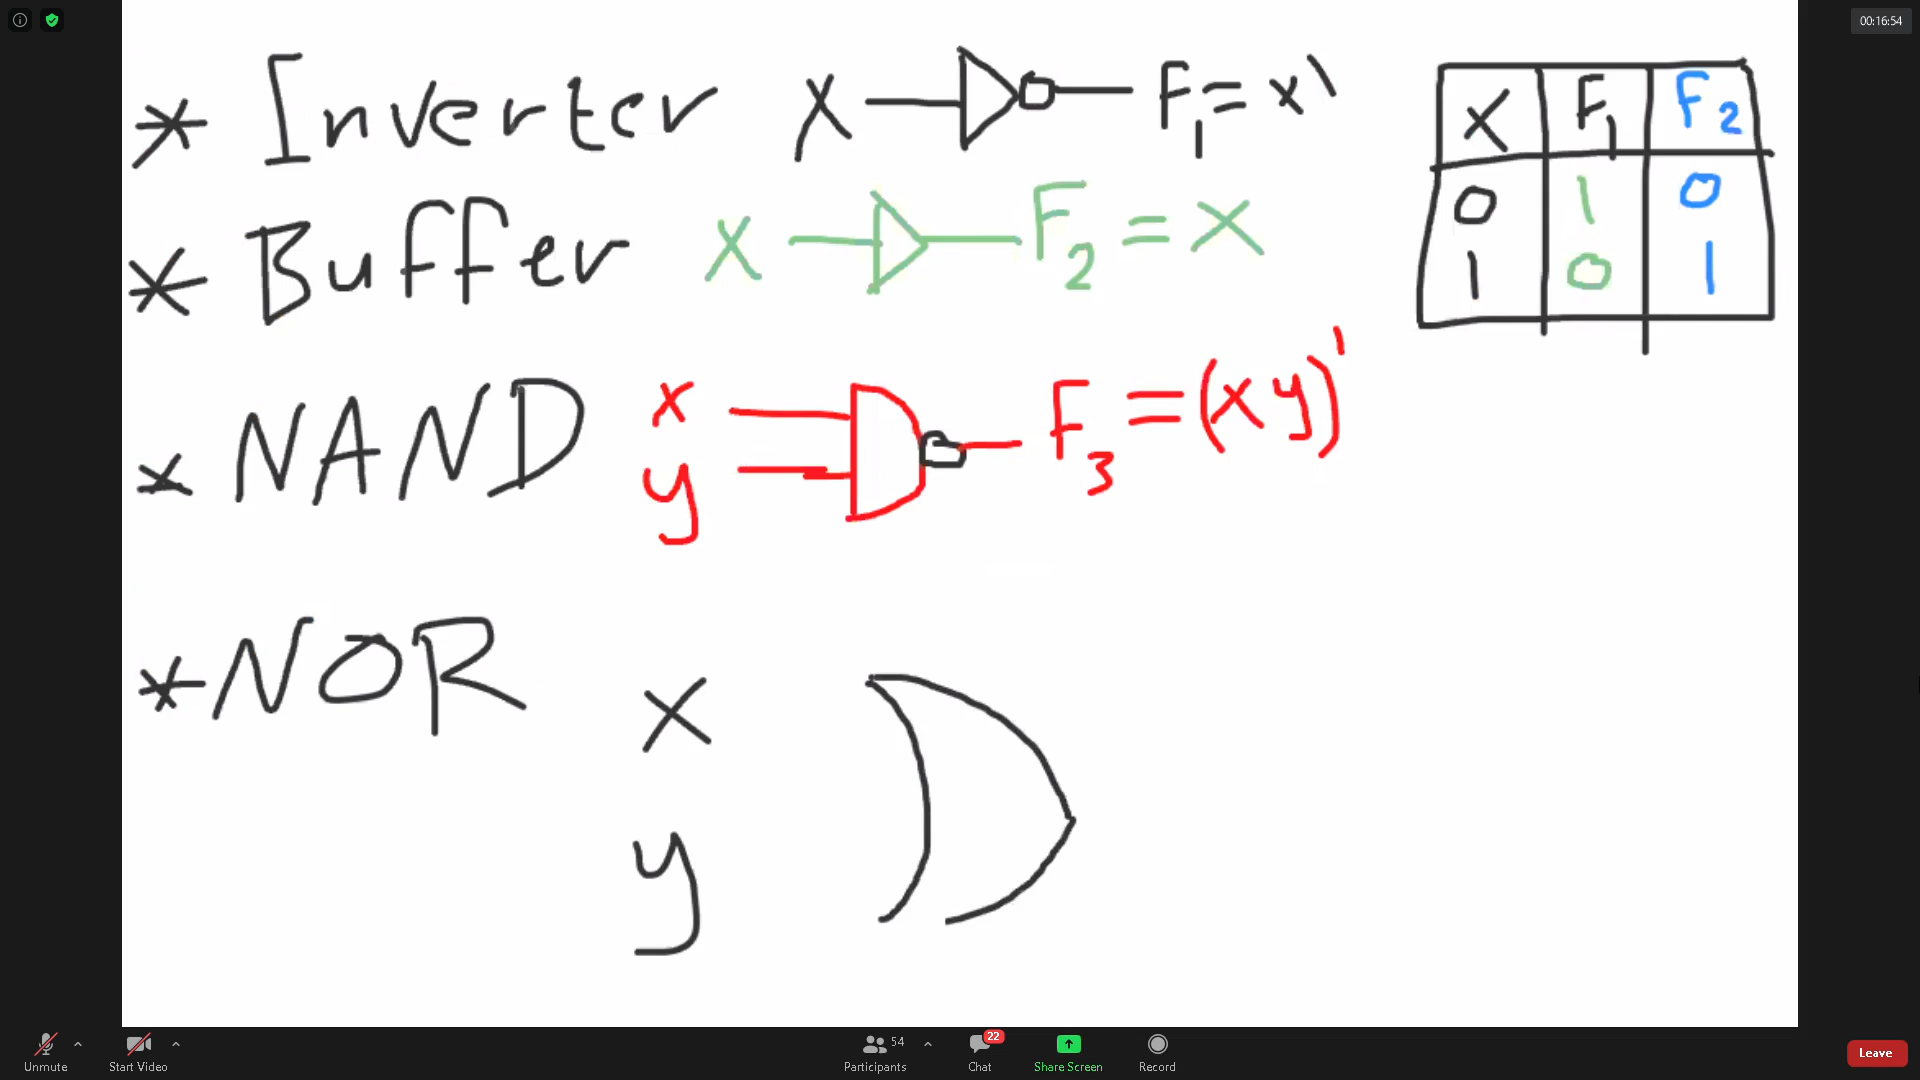 00:16:54
* Inverter X F1 = x'
* Buffer X F2 = X
X F1 F2
0 1 0
1 0 1
* NAND x y F3 = (xy)'
* NOR X y
Unmute Start Video 54 Participants 22 Chat Share Screen Record Leave